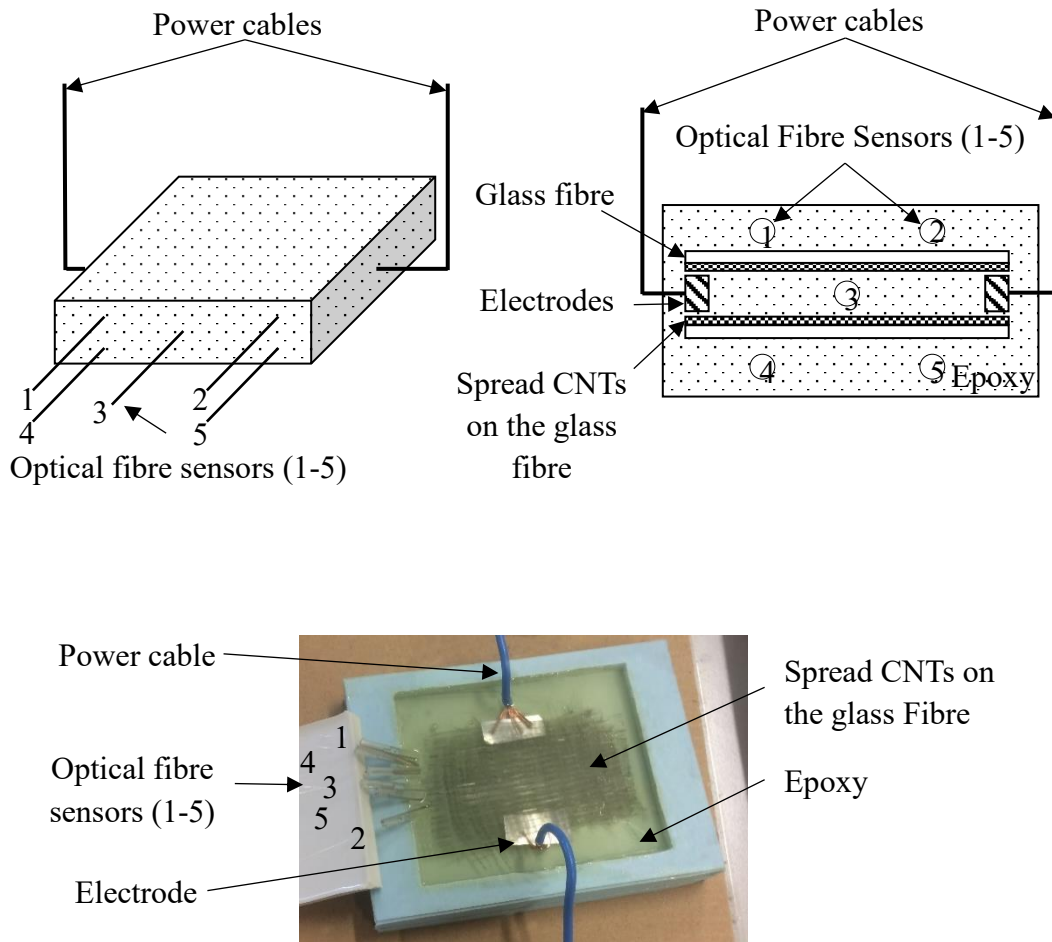 Power cables
1
4
3
2
5
Optical fibre sensors (1-5)
Power cables
Optical Fibre Sensors (1-5)
Glass fibre
1
2
Electrodes
3
Spread CNTs
on the glass
fibre
4
5
Epoxy
Power cable
Optical fibre
sensors (1-5)
1
4
3
5
2
Electrode
Spread CNTs on
the glass Fibre
Epoxy